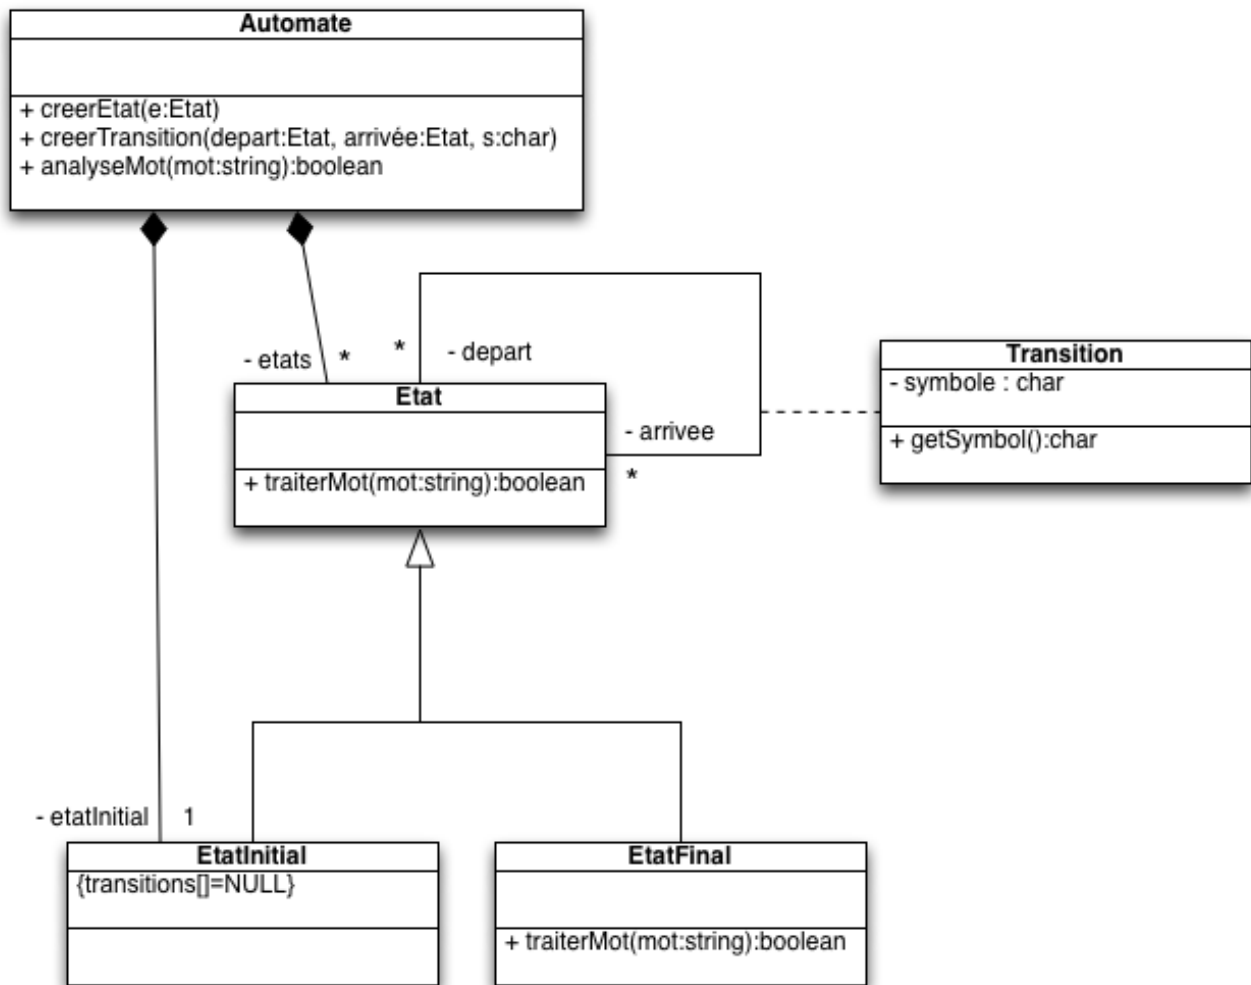 Automate
+ creerEtat(e:Etat)
+ creerTransition(depart:Etat, arrivée:Etat, s:char)
+ analyseMot(mot:string):boolean
- etats
*
*
- depart
Etat
+ traiterMot(mot:string):boolean
- arrivee
*
Transition
- symbole : char
+ getSymbol():char
- etatInitial
1
EtatInitial
{transitions[]=NULL}
EtatFinal
+ traiterMot(mot:string):boolean